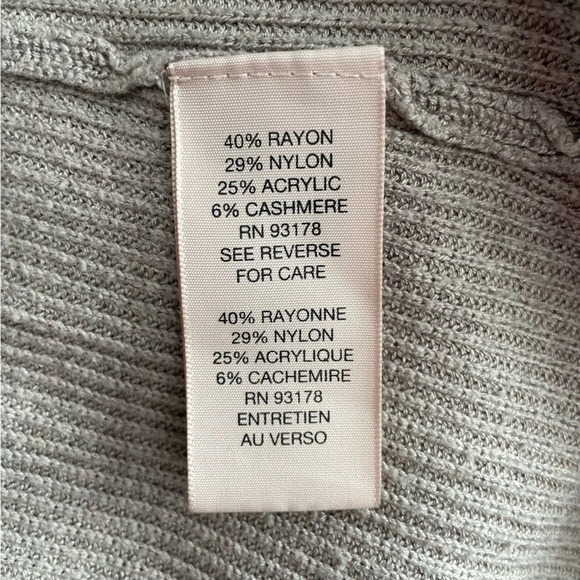 40% RAYON
29% NYLON
25% ACRYLIC
6% CASHMERE
RN 93178
SEE REVERSE
FOR CARE
40% RAYONNE
29% NYLON
25% ACRYLIQUE
6% CACHEMIRE
RN 93178
ENTRETIEN
AU VERSO